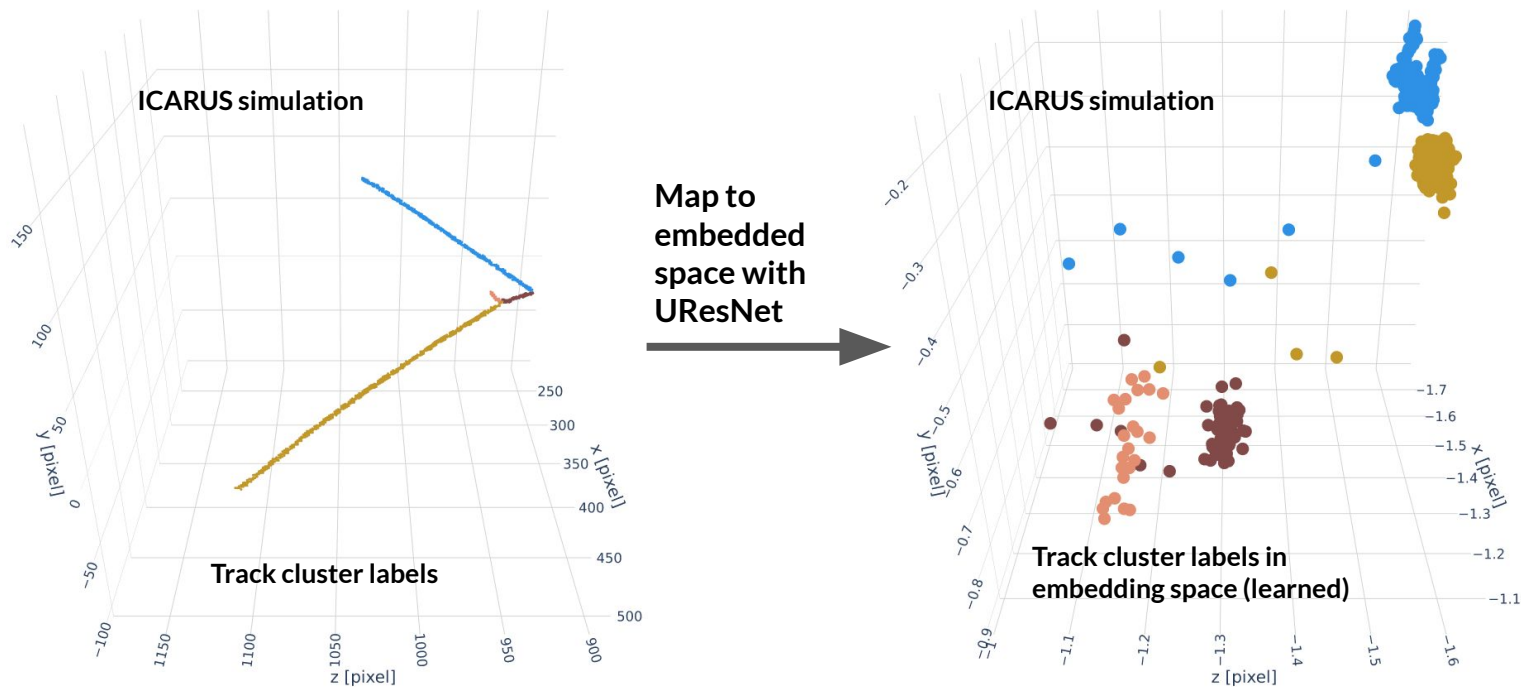 ICARUS simulation
150
100
50
0
−50
−100
y [pixel]
250
300
350
400
450
500
x [pixel]
1150
1100
1050
1000
950
900
z [pixel]
Track cluster labels
Map to
embedded
space with
UResNet
ICARUS simulation
−0.2
−0.3
−0.4
−0.5
−0.6
−0.7
−0.8
−0.9
y [pixel]
−1.7
−1.6
−1.5
−1.4
−1.3
−1.2
−1.1
x [pixel]
−1
−1.1
−1.2
−1.3
−1.4
−1.5
−1.6
z [pixel]
Track cluster labels in
embedding space (learned)